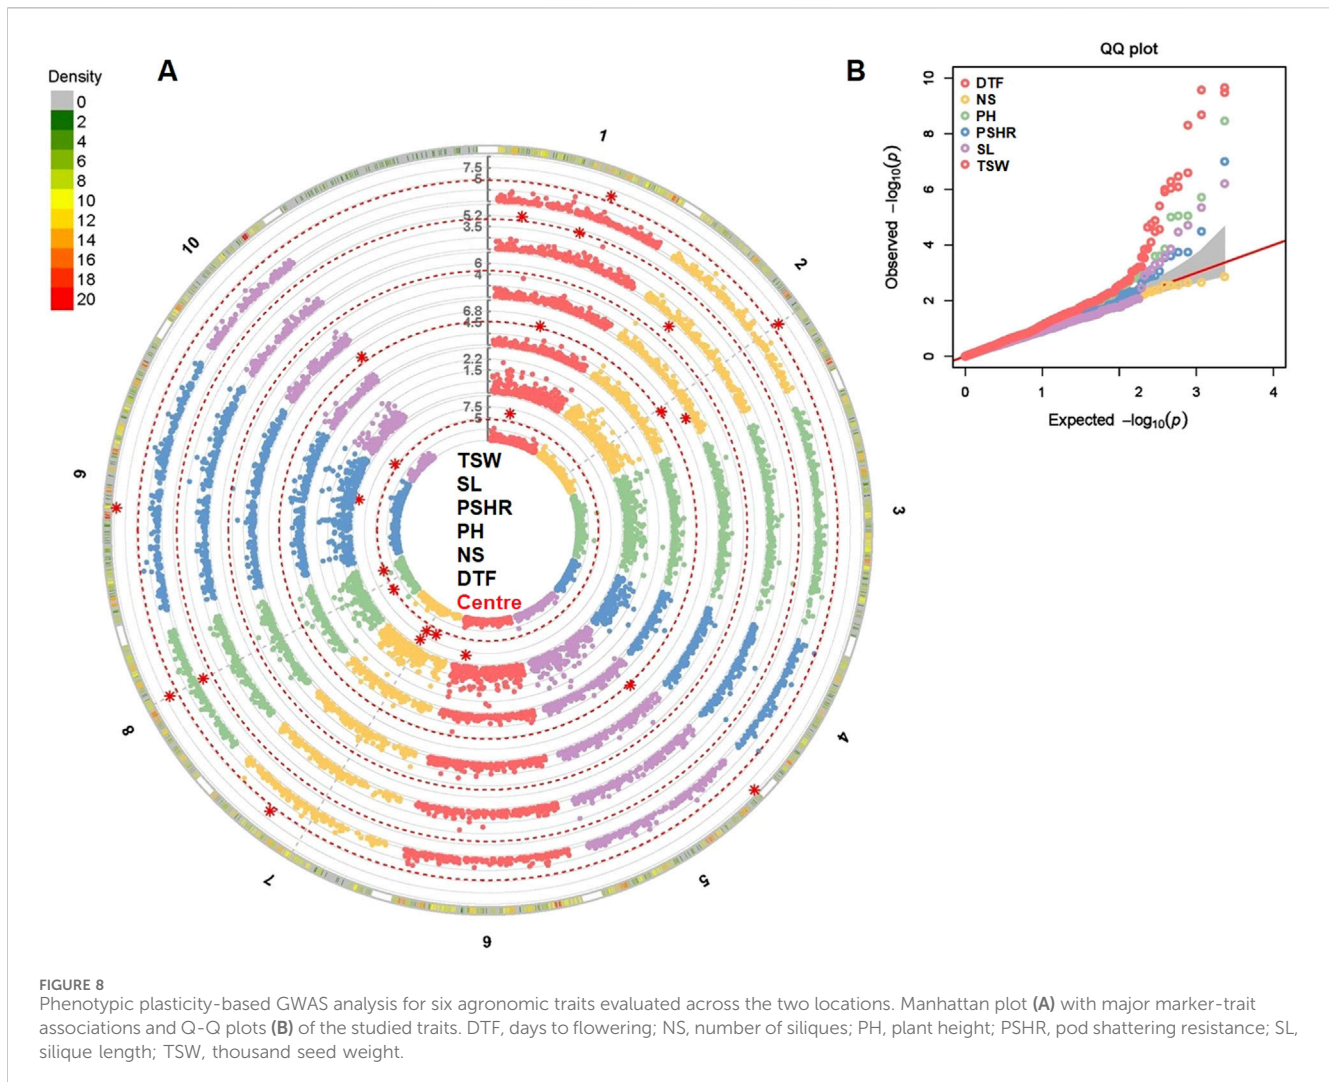 A
B
Density
0
2
4
6
8
10
12
14
16
18
20
1
2
3
4
5
6
7
8
9
10
7.5
5
5.2
3.5
6
4
6.8
4.5
2.2
1.5
7.5
5
TSW
SL
PSHR
PH
NS
DTF
Centre
QQ plot
DTF
NS
PH
PSHR
SL
TSW
Observed −log10(p)
10
8
6
4
2
0
0 1 2 3 4
Expected −log10(p)
FIGURE 8
Phenotypic plasticity-based GWAS analysis for six agronomic traits evaluated across the two locations. Manhattan plot (A) with major marker-trait
associations and Q-Q plots (B) of the studied traits. DTF, days to flowering; NS, number of siliques; PH, plant height; PSHR, pod shattering resistance; SL,
silique length; TSW, thousand seed weight.